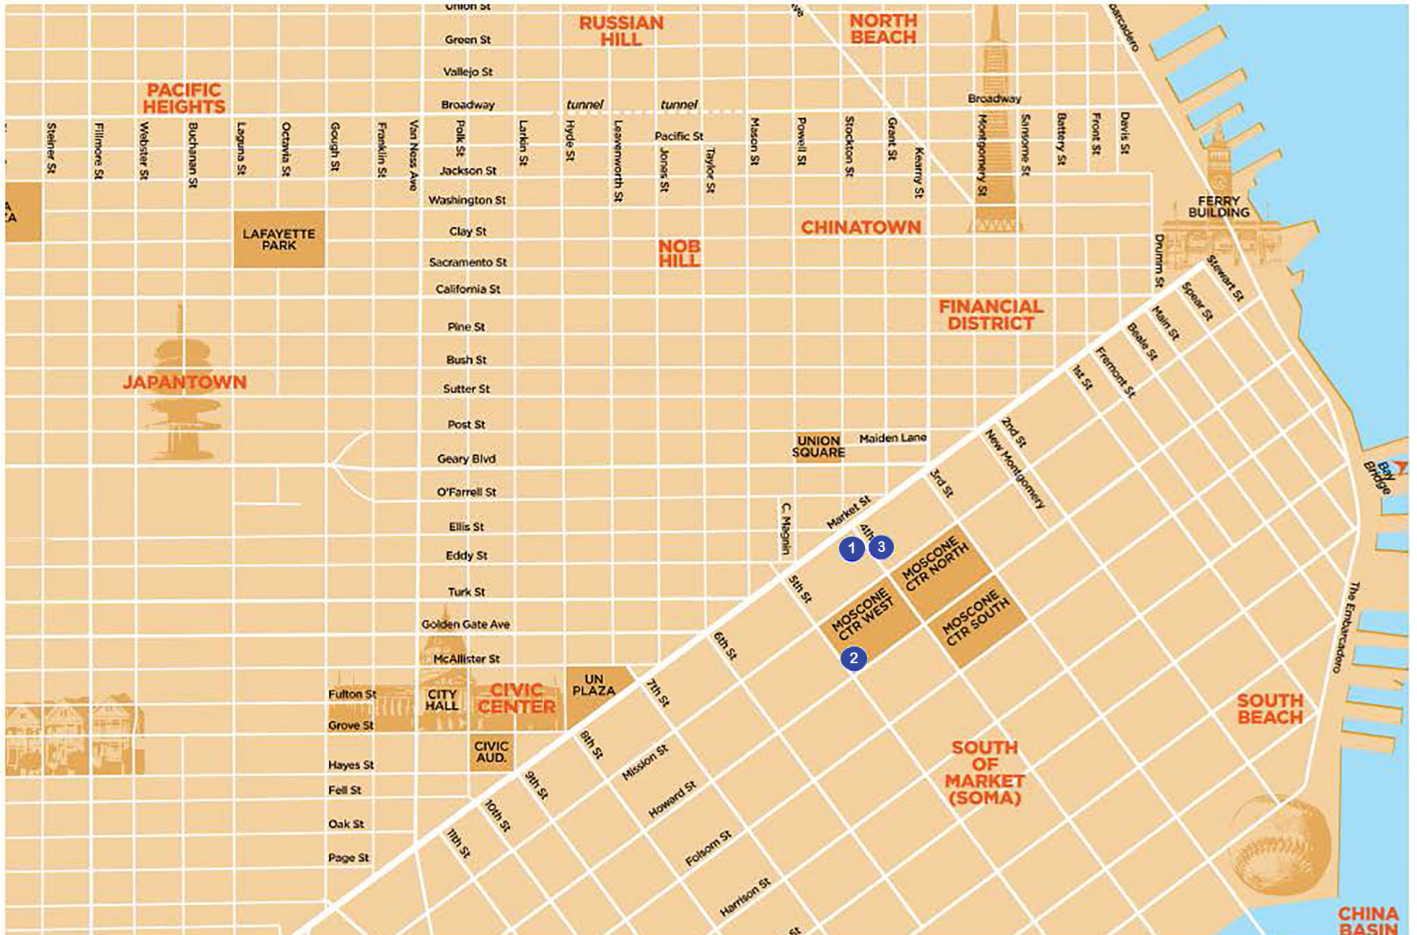 Union St
RUSSIAN
HILL
NORTH
BEACH
Green St
Vallejo St
PACIFIC
HEIGHTS
Broadway
tunnel
tunnel
Broadway
Steiner St
Fillmore St
Webster St
Buchanan St
Laguna St
Octavia St
Gough St
Franklin St
Van Ness Ave
Polk St
Larkin St
Hyde St
Leavenworth St
Pacific St
Jones St
Taylor St
Mason St
Powell St
Stockton St
Grant St
Kearny St
Montgomery St
Sansome St
Battery St
Front St
Davis St
Jackson St
Washington St
Clay St
Sacramento St
California St
LAFAYETTE
PARK
NOB
HILL
CHINATOWN
FERRY
BUILDING
Drumm St
Stewart St
Spear St
Main St
Beale St
Fremont St
1st St
FINANCIAL
DISTRICT
Pine St
Bush St
Sutter St
JAPANTOWN
Post St
Geary Blvd
O'Farrell St
Ellis St
Eddy St
Turk St
Golden Gate Ave
McAllister St
UNION
SQUARE
Maiden Lane
2nd St
New Montgomery
3rd St
Market St
4th
C. Magnin
1
3
5th St
MOSCONE
CTR NORTH
MOSCONE
CTR WEST
MOSCONE
CTR SOUTH
2
6th St
Bay
Bridge
The Embarcadero
Fulton St
CITY
HALL
CIVIC
CENTER
UN
PLAZA
7th St
Grove St
CIVIC
AUD.
8th St
Hayes St
9th St
Fell St
10th St
Oak St
11th St
Page St
Mission St
Howard St
Folsom St
Harrison St
SOUTH
BEACH
SOUTH
OF
MARKET
(SOMA)
CHINA
BASIN